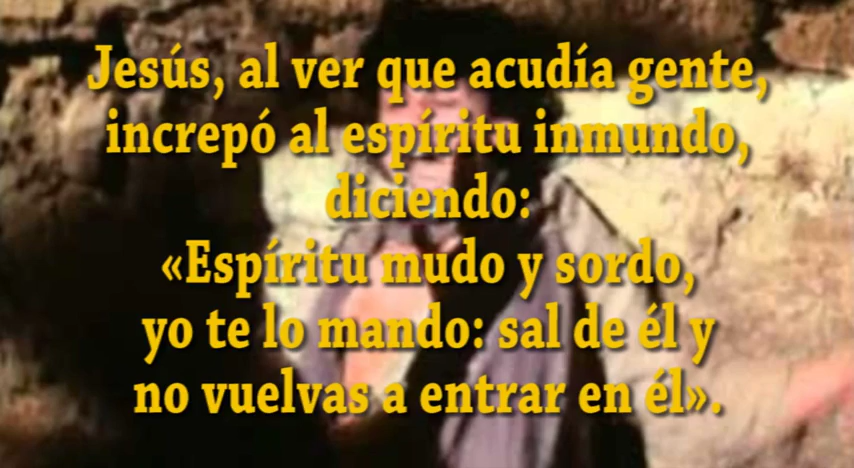 Jesús, al ver que acudía gente,
increpó al espíritu inmundo,
diciendo:
«Espíritu mudo y sordo,
yo te lo mando: sal de él y
no vuelvas a entrar en él».